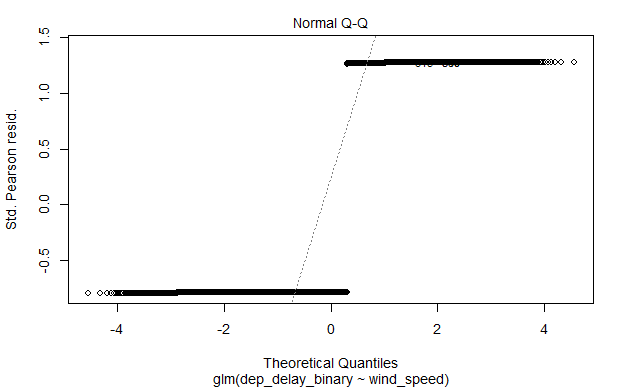 Normal Q-Q
Std. Pearson resid.
1.5
1.0
0.5
0.0
-0.5
-4
-2
0
2
4
Theoretical Quantiles
glm(dep_delay_binary ~ wind_speed)